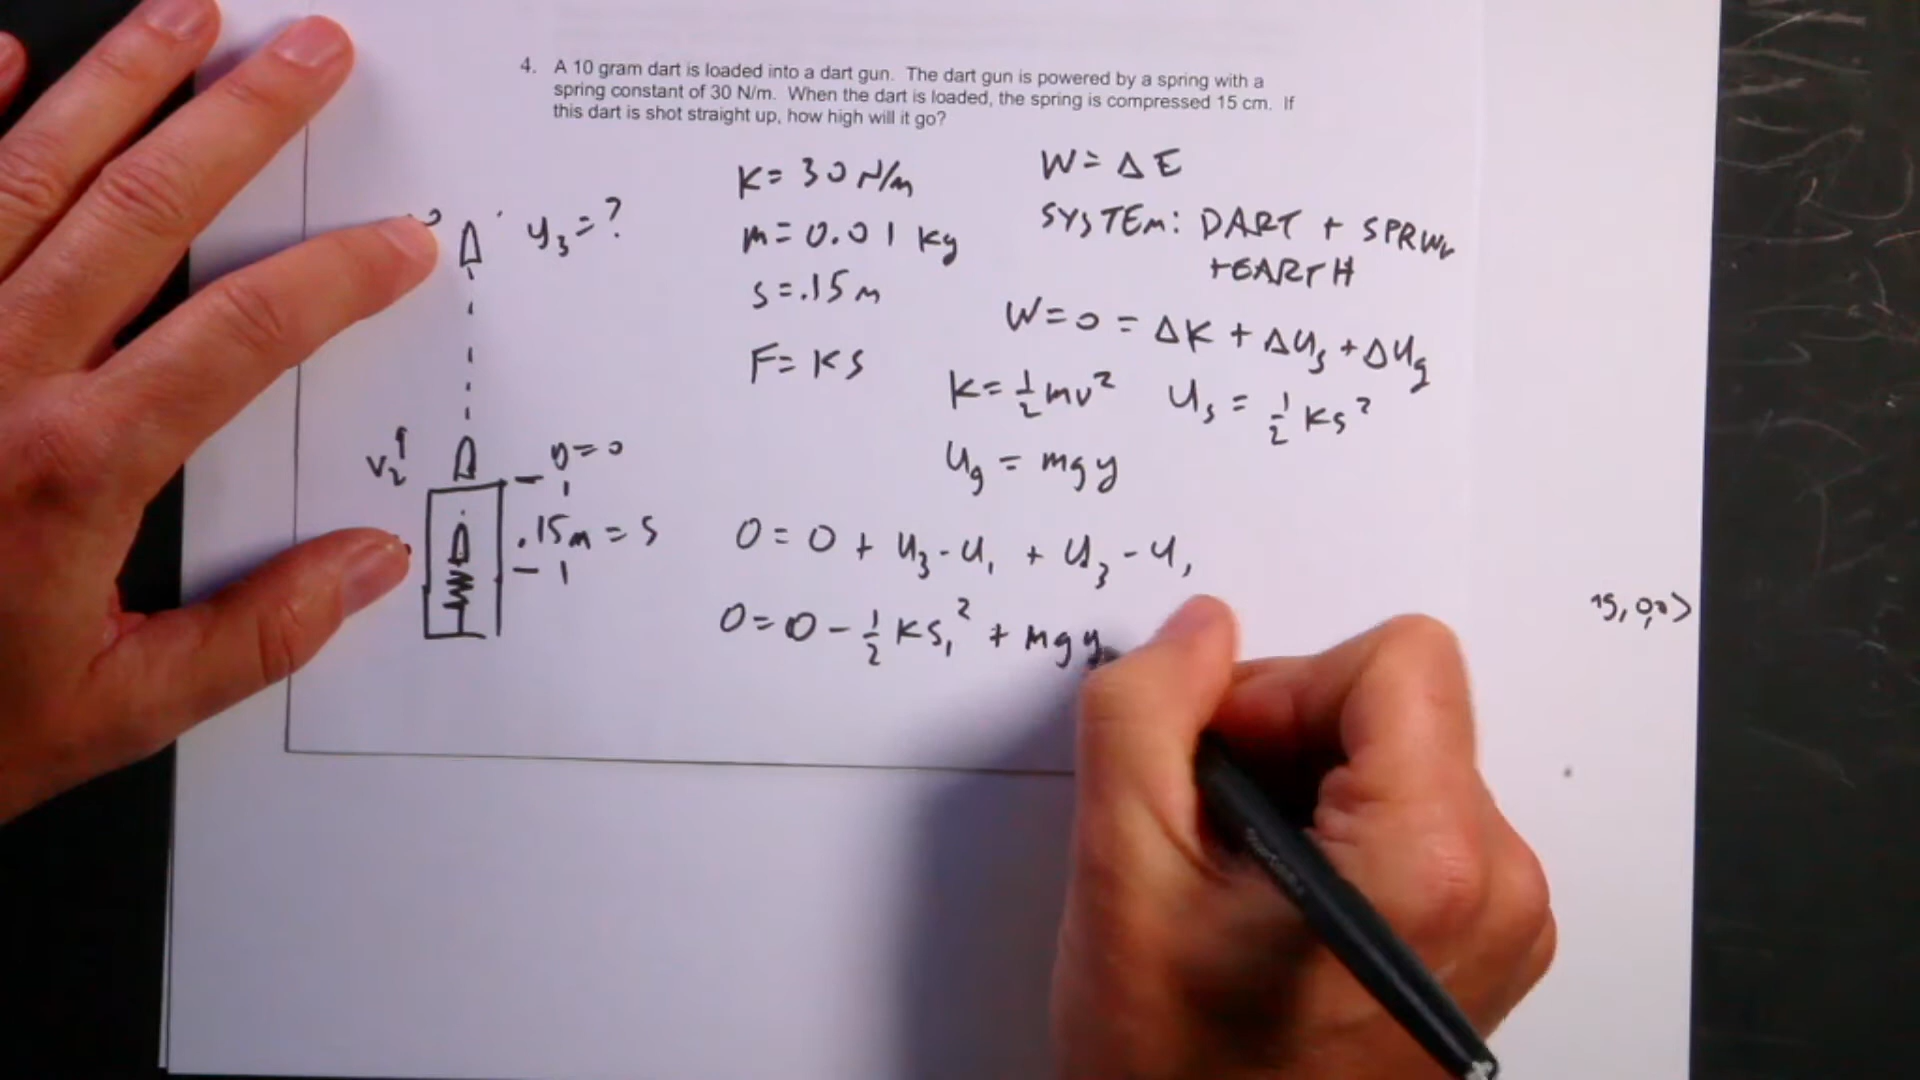 4. A 10 gram dart is loaded into a dart gun. The dart gun is powered by a spring with a
spring constant of 30 N/m. When the dart is loaded, the spring is compressed 15 cm. If
this dart is shot straight up, how high will it go?
y₃ = ?
v₂
y = 0
.15m = s
K = 30 N/m
m = 0.01 kg
s = .15 m
F = Ks
W = ΔE
SYSTEM: DART + SPRING
+EARTH
W = 0 = ΔK + ΔUs + ΔUg
K = ½mv² Us = ½Ks²
Ug = mgy
0 = 0 + U₃ - U₁ + U₃ - U₁
0 = 0 - ½Ks₁² + mgy